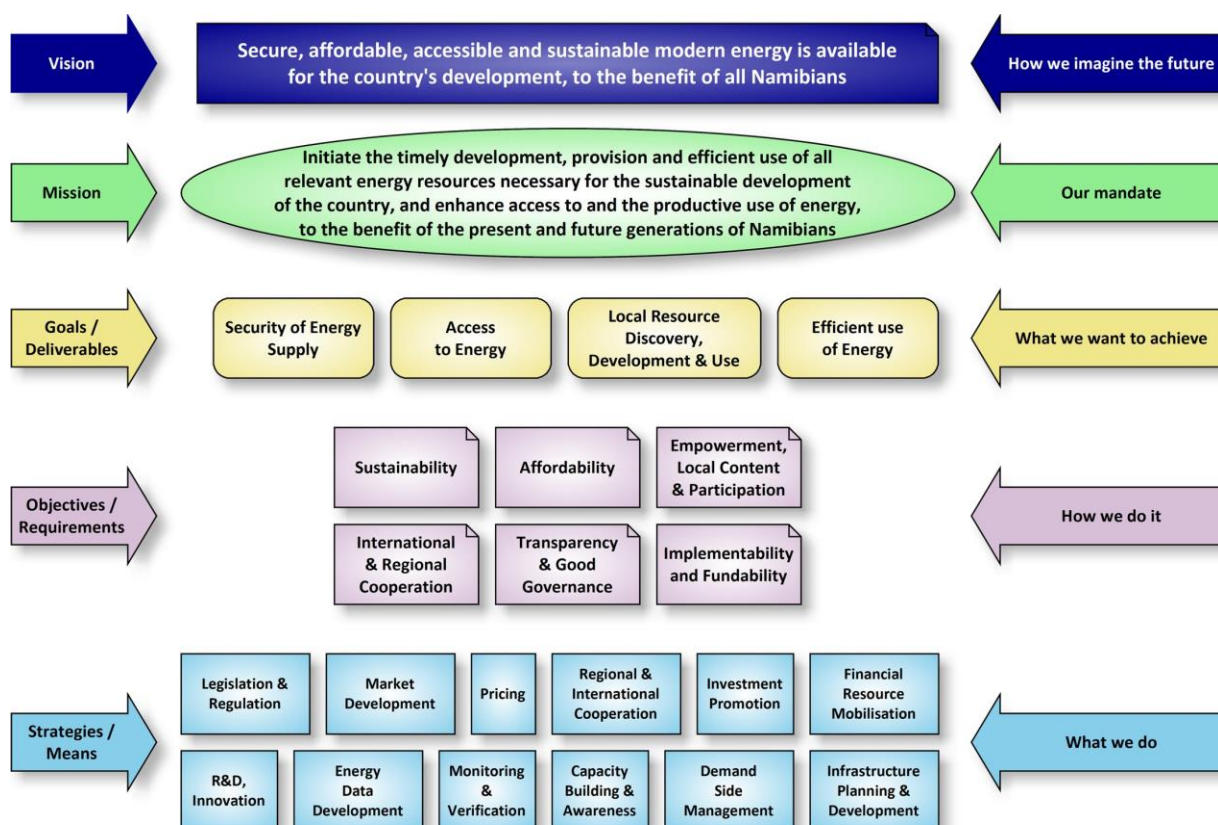 Vision
Secure, affordable, accessible and sustainable modern energy is available
for the country's development, to the benefit of all Namibians
How we imagine the future
Mission
Initiate the timely development, provision and efficient use of all
relevant energy resources necessary for the sustainable development
of the country, and enhance access to and the productive use of energy,
to the benefit of the present and future generations of Namibians
Our mandate
Goals /
Deliverables
Security of Energy
Supply
Access
to Energy
Local Resource
Discovery,
Development & Use
Efficient use
of Energy
What we want to achieve
Objectives /
Requirements
Sustainability
Affordability
Empowerment,
Local Content
& Participation
International
& Regional
Cooperation
Transparency
& Good
Governance
Implementability
and Fundability
How we do it
Strategies /
Means
Legislation &
Regulation
Market
Development
Pricing
Regional &
International
Cooperation
Investment
Promotion
Financial
Resource
Mobilisation
R&D,
Innovation
Energy
Data
Development
Monitoring
&
Verification
Capacity
Building &
Awareness
Demand
Side
Management
Infrastructure
Planning &
Development
What we do